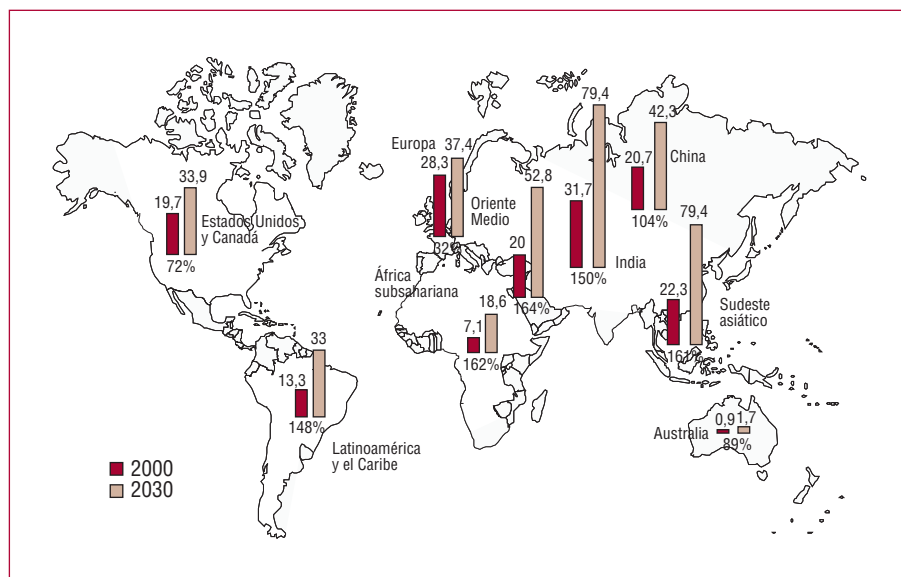 Europa
28,3
37,4
32%
Oriente
Medio
20
52,8
164%
79,4
31,7
150%
India
42,3
20,7
China
104%
33,9
19,7
Estados Unidos
y Canadá
72%
África
subsahariana
18,6
7,1
162%
79,4
22,3
Sudeste
asiático
161%
33
13,3
148%
Latinoamérica
y el Caribe
Australia
0,9
1,7
89%
2000
2030